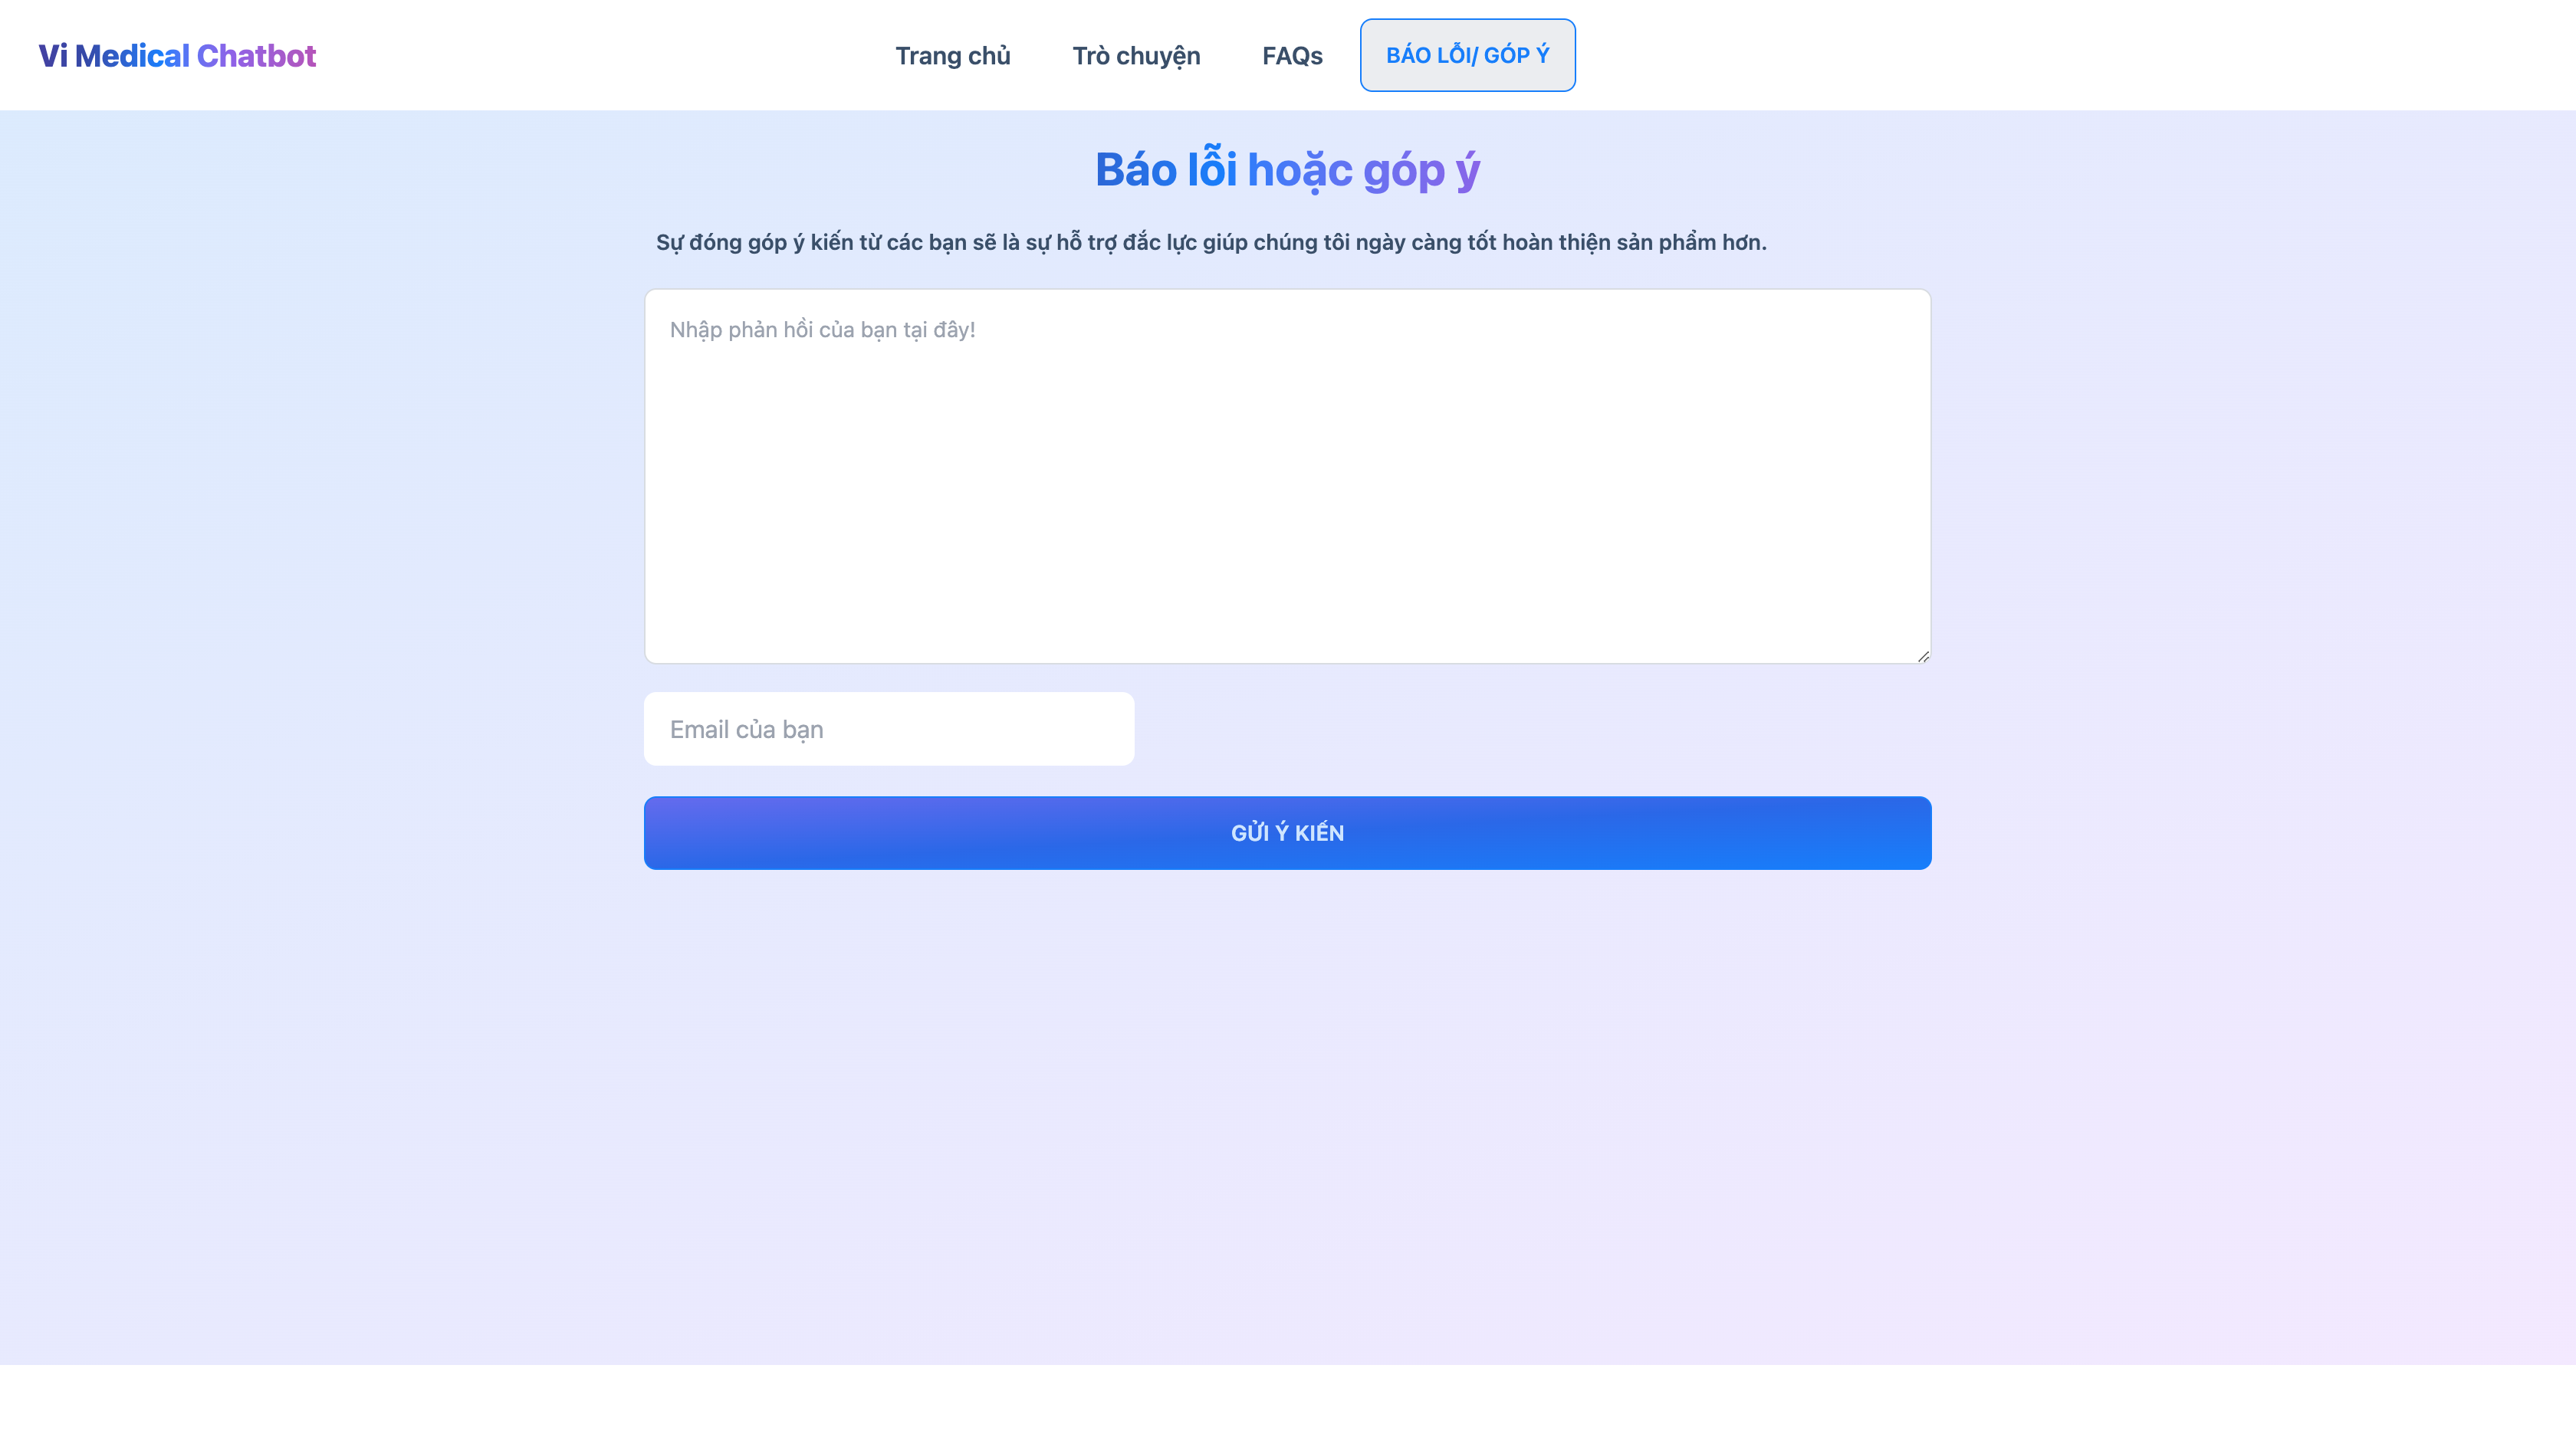 Vi Medical Chatbot
Trang chủ
Trò chuyện
FAQs
BÁO LỖI/ GÓP Ý
Báo lỗi hoặc góp ý
Sự đóng góp ý kiến từ các bạn sẽ là sự hỗ trợ đắc lực giúp chúng tôi ngày càng tốt hoàn thiện sản phẩm hơn.
Nhập phản hồi của bạn tại đây!
Email của bạn
GỬI Ý KIẾN